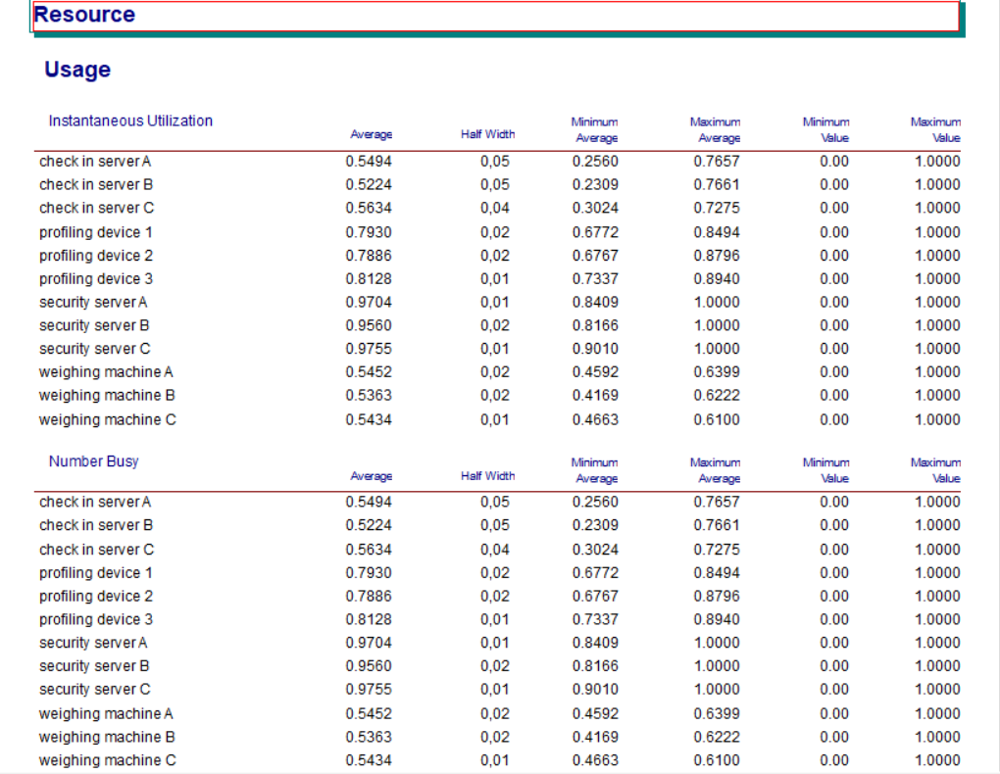 Resource
Usage
Instantaneous Utilization Average Half Width Minimum Average Maximum Average Minimum Value Maximum Value
check in server A 0.5494 0,05 0.2560 0.7657 0.00 1.0000
check in server B 0.5224 0,05 0.2309 0.7661 0.00 1.0000
check in server C 0.5634 0,04 0.3024 0.7275 0.00 1.0000
profiling device 1 0.7930 0,02 0.6772 0.8494 0.00 1.0000
profiling device 2 0.7886 0,02 0.6767 0.8796 0.00 1.0000
profiling device 3 0.8128 0,01 0.7337 0.8940 0.00 1.0000
security server A 0.9704 0,01 0.8409 1.0000 0.00 1.0000
security server B 0.9560 0,02 0.8166 1.0000 0.00 1.0000
security server C 0.9755 0,01 0.9010 1.0000 0.00 1.0000
weighing machine A 0.5452 0,02 0.4592 0.6399 0.00 1.0000
weighing machine B 0.5363 0,02 0.4169 0.6222 0.00 1.0000
weighing machine C 0.5434 0,01 0.4663 0.6100 0.00 1.0000
Number Busy Average Half Width Minimum Average Maximum Average Minimum Value Maximum Value
check in server A 0.5494 0,05 0.2560 0.7657 0.00 1.0000
check in server B 0.5224 0,05 0.2309 0.7661 0.00 1.0000
check in server C 0.5634 0,04 0.3024 0.7275 0.00 1.0000
profiling device 1 0.7930 0,02 0.6772 0.8494 0.00 1.0000
profiling device 2 0.7886 0,02 0.6767 0.8796 0.00 1.0000
profiling device 3 0.8128 0,01 0.7337 0.8940 0.00 1.0000
security server A 0.9704 0,01 0.8409 1.0000 0.00 1.0000
security server B 0.9560 0,02 0.8166 1.0000 0.00 1.0000
security server C 0.9755 0,01 0.9010 1.0000 0.00 1.0000
weighing machine A 0.5452 0,02 0.4592 0.6399 0.00 1.0000
weighing machine B 0.5363 0,02 0.4169 0.6222 0.00 1.0000
weighing machine C 0.5434 0,01 0.4663 0.6100 0.00 1.0000